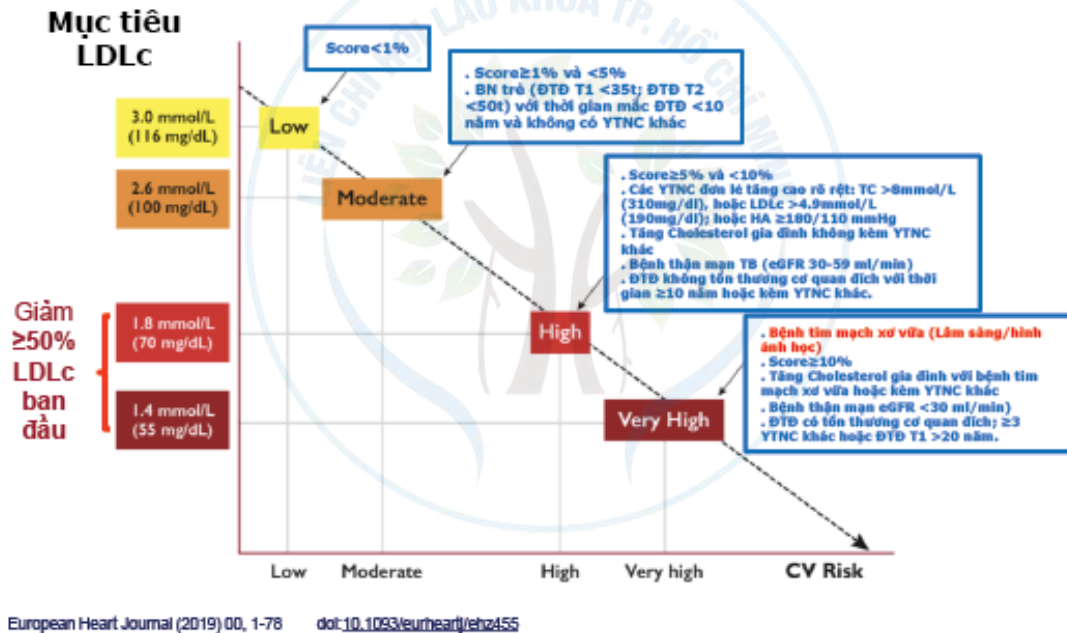 Mục tiêu
LDLc
LIÊN CHI HỘI LÃO KHOA TP. HỒ CHÍ MINH
Score<1%
. Score≥1% và <5%
. BN trẻ (ĐTĐ T1 <35t; ĐTĐ T2
<50t) với thời gian mắc ĐTĐ <10
năm và không có YTNC khác
3.0 mmol/L
(116 mg/dL)
Low
2.6 mmol/L
(100 mg/dL)
Moderate
. Score≥5% và <10%
. Các YTNC đơn lẻ tăng cao rõ rệt: TC >8mmol/L
(310mg/dl), hoặc LDLc >4.9mmol/L
(190mg/dl); hoặc HA ≥180/110 mmHg
. Tăng Cholesterol gia đình không kèm YTNC
khác
. Bệnh thận mạn TB (eGFR 30-59 ml/min)
. ĐTĐ không tổn thương cơ quan đích với thời
gian ≥10 năm hoặc kèm YTNC khác.
Giảm
≥50%
LDLc
ban
đầu
1.8 mmol/L
(70 mg/dL)
High
1.4 mmol/L
(55 mg/dL)
Very High
. Bệnh tim mạch xơ vữa (Lâm sàng/hình
ảnh học)
. Score≥10%
. Tăng Cholesterol gia đình với bệnh tim
mạch xơ vữa hoặc kèm YTNC khác
. Bệnh thận mạn eGFR <30 ml/min)
. ĐTĐ có tổn thương cơ quan đích; ≥3
YTNC khác hoặc ĐTĐ T1 >20 năm.
Low
Moderate
High
Very high
CV Risk
European Heart Journal (2019) 00, 1-78 doi:10.1093/eurheartj/ehz455